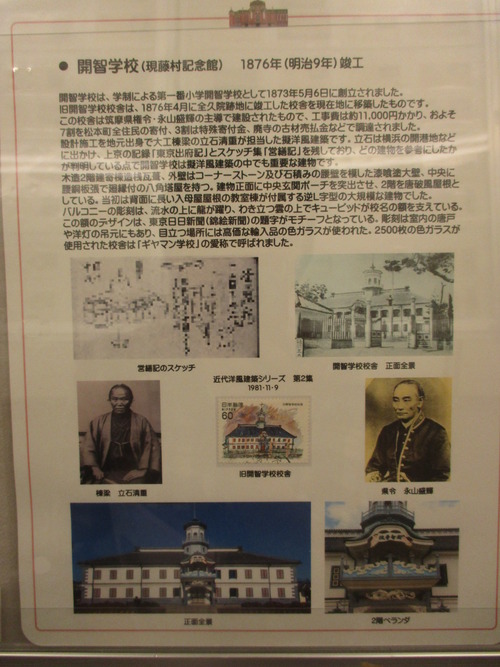 ● 開智学校(現藤村記念館) 1876年(明治9年)竣工
開智学校は、学制による第一番小学開智学校として1873年5月6日に創立されました。
旧開智学校校舎は、1876年4月に全久院跡地に竣工した校舎を現在地に移築したものです。
この校舎は筑摩県権令・永山盛輝の主導で建設されたもので、工事費は約11,000円かかり、およそ
7割を松本町全住民の寄付、3割は特殊寄付金、廃寺の古材売払金などで調達されました。
設計施工を地元出身で大工棟梁の立石清重が担当した擬洋風建築です。立石は横浜の開港地など
に出かけ、上京の記録「東京出府記」とスケッチ集「営繕記」を残しており、どの建物を参考にしたか
が判明している点で開智学校は擬洋風建築の中でも重要な建物です。
木造2階建寄棟造桟瓦葺、外壁はコーナーストーン及び石積みの腰壁を模した漆喰塗大壁、中央に
銅板張で廻縁付の八角塔屋を持つ。建物正面に中央玄関ポーチを突出させ、2階を唐破風屋根と
している。当初は背面に長い入母屋屋根の教室棟が付属する逆L字型の大規模な建物でした。
バルコニーの彫刻は、流水の上に龍が躍り、わき立つ雲の上でキューピッドが校名の額を支えている。
この額のデザインは、東京日日新聞(錦絵新聞)の題字がモチーフとなっている。彫刻は室内の唐戸
や洋灯の吊元にもあり、目立つ場所には高価な輸入品の色ガラスが使われた。2500枚の色ガラスが
使用された校舎は「ギヤマン学校」の愛称で呼ばれました。
営繕記のスケッチ
開智学校校舎 正面全景
近代洋風建築シリーズ 第2集
1981・11・9
日本郵便
60
棟梁 立石清重
旧開智学校校舎
権令 永山盛輝
正面全景
2階ベランダ